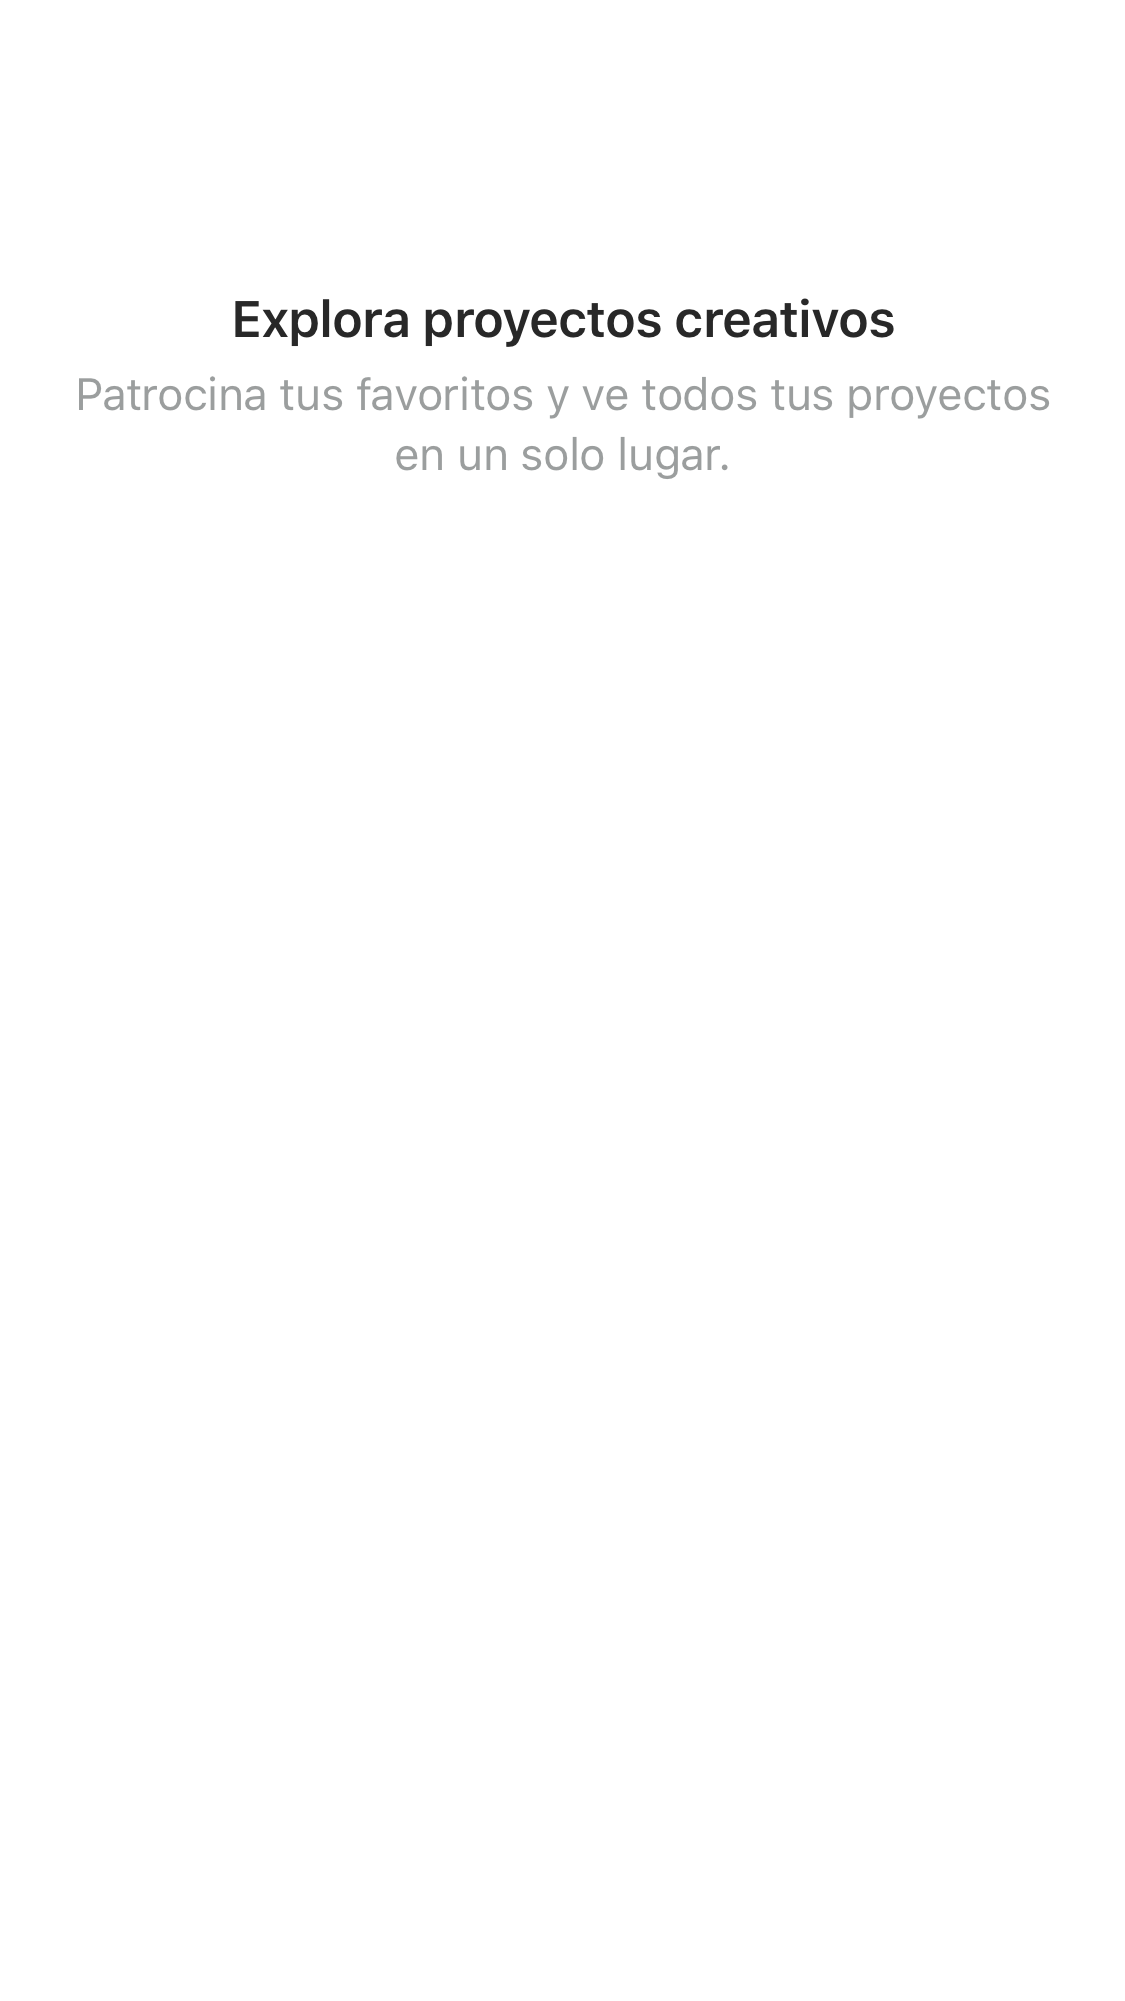 Explora proyectos creativos
Patrocina tus favoritos y ve todos tus proyectos
en un solo lugar.